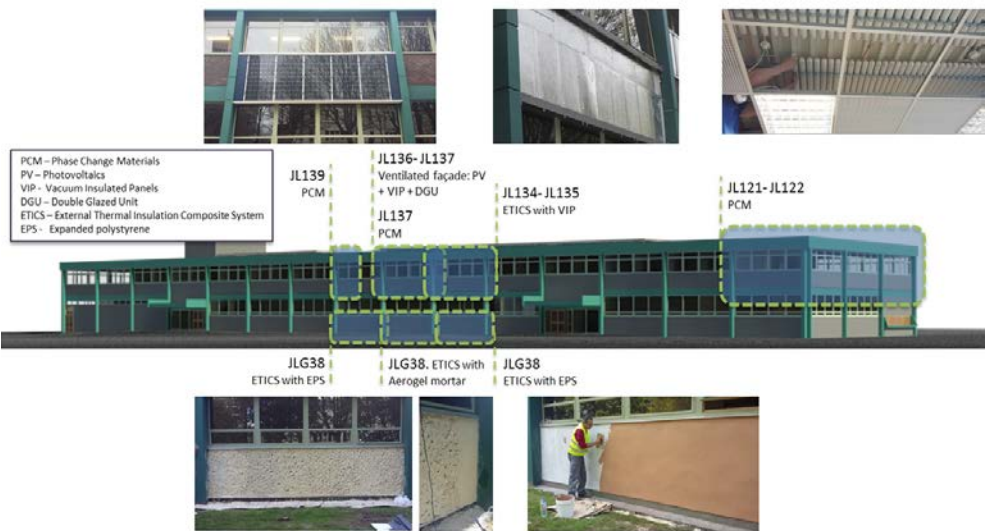 PCM – Phase Change Materials
PV – Photovoltaics
VIP - Vacuum Insulated Panels
DGU – Double Glazed Unit
ETICS – External Thermal Insulation Composite System
EPS - Expanded polystyrene
JL139
PCM
JL136- JL137
Ventilated façade: PV
+ VIP + DGU
JL137
PCM
JL134- JL135
ETICS with VIP
JL121- JL122
PCM
JLG38
ETICS with EPS
JLG38. ETICS with
Aerogel mortar
JLG38
ETICS with EPS